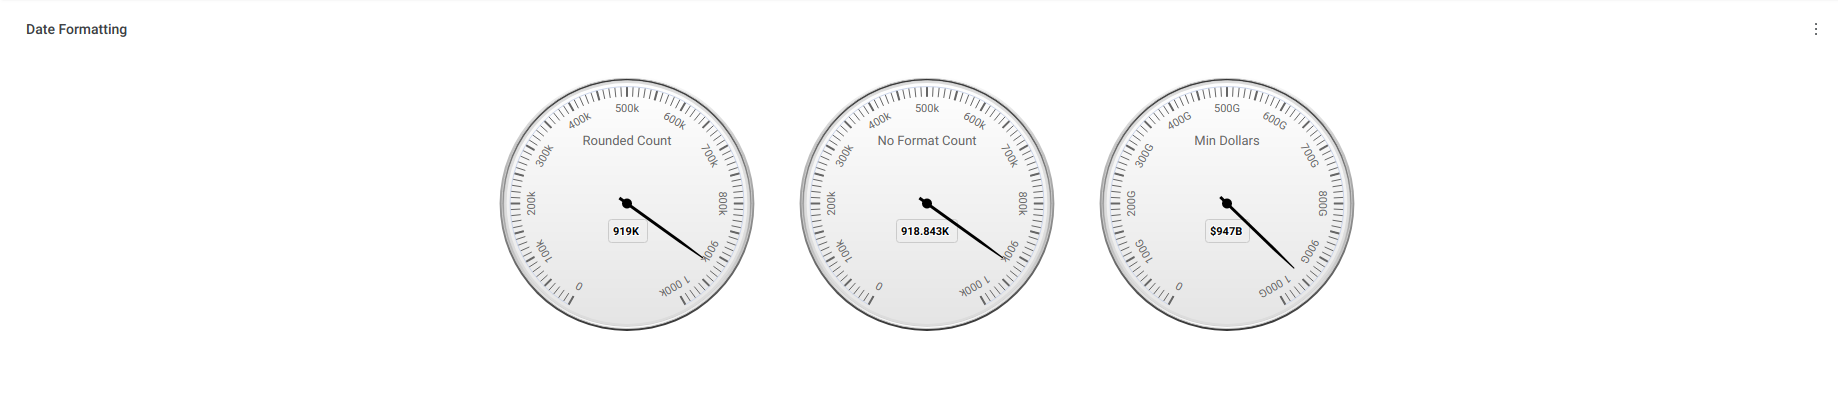 Date Formatting
0
100k
200k
300k
400k
500k
600k
700k
800k
900k
1 000k
Rounded Count
919K
0
100k
200k
300k
400k
500k
600k
700k
800k
900k
1 000k
No Format Count
918.843K
0
100G
200G
300G
400G
500G
600G
700G
800G
900G
1 000G
Min Dollars
$947B